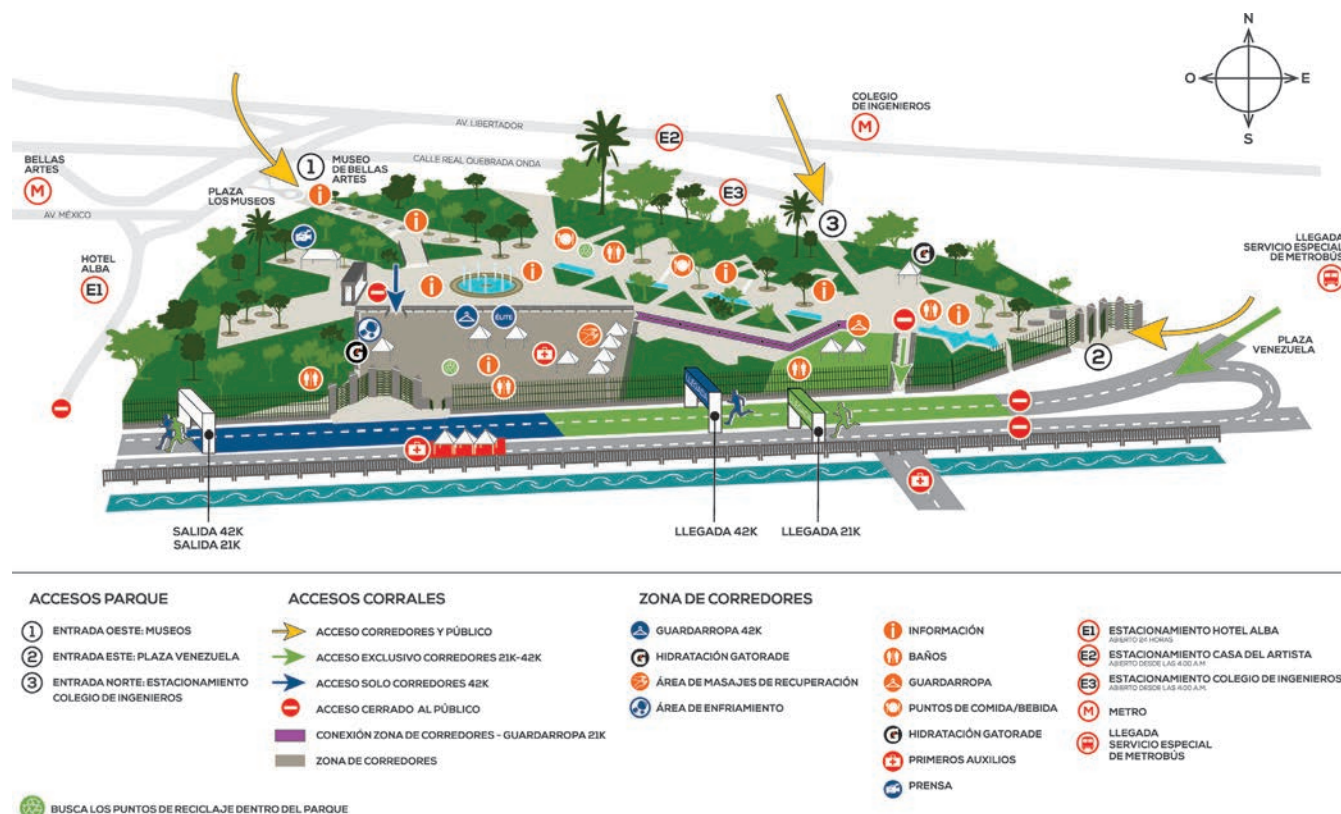 N
O
E
S
COLEGIO
DE INGENIEROS
M
AV. LIBERTADOR
E2
BELLAS
ARTES
M
1
MUSEO
DE BELLAS
ARTES
CALLE REAL QUEBRADA ONDA
PLAZA
LOS MUSEOS
E3
AV. MÉXICO
3
LLEGADA
SERVICIO ESPECIAL
DE METROBÚS
HOTEL
ALBA
E1
G
ÉLITE
G
2
PLAZA
VENEZUELA
LLEGADA
SALIDA 42K
SALIDA 21K
LLEGADA 42K
LLEGADA 21K
ACCESOS PARQUE
1 ENTRADA OESTE: MUSEOS
2 ENTRADA ESTE: PLAZA VENEZUELA
3 ENTRADA NORTE: ESTACIONAMIENTO
COLEGIO DE INGENIEROS
ACCESOS CORRALES
ACCESO CORREDORES Y PÚBLICO
ACCESO EXCLUSIVO CORREDORES 21K-42K
ACCESO SOLO CORREDORES 42K
ACCESO CERRADO AL PÚBLICO
CONEXIÓN ZONA DE CORREDORES - GUARDARROPA 21K
ZONA DE CORREDORES
ZONA DE CORREDORES
GUARDARROPA 42K
G HIDRATACIÓN GATORADE
ÁREA DE MASAJES DE RECUPERACIÓN
ÁREA DE ENFRIAMIENTO
i INFORMACIÓN
BAÑOS
GUARDARROPA
PUNTOS DE COMIDA/BEBIDA
G HIDRATACIÓN GATORADE
PRIMEROS AUXILIOS
PRENSA
E1 ESTACIONAMIENTO HOTEL ALBA
ABIERTO 24 HORAS
E2 ESTACIONAMIENTO CASA DEL ARTISTA
ABIERTO DESDE LAS 4:00 A.M
E3 ESTACIONAMIENTO COLEGIO DE INGENIEROS
ABIERTO DESDE LAS 4:00 A.M.
M METRO
LLEGADA
SERVICIO ESPECIAL
DE METROBÚS
BUSCA LOS PUNTOS DE RECICLAJE DENTRO DEL PARQUE